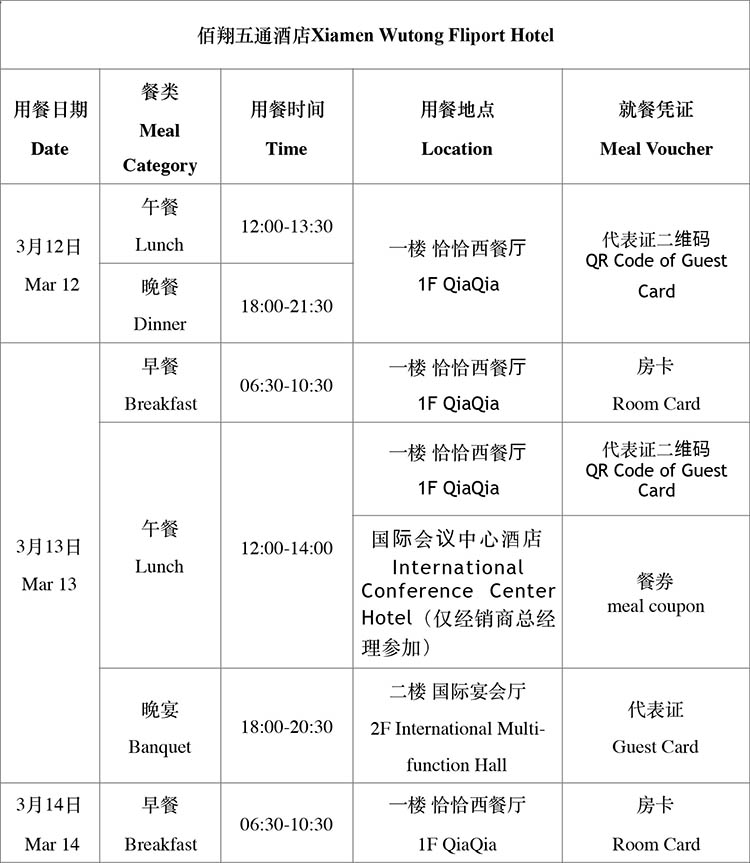 佰翔五通酒店Xiamen Wutong Fliport Hotel
用餐日期
Date
餐类
Meal
Category
用餐时间
Time
用餐地点
Location
就餐凭证
Meal Voucher
3月12日
Mar 12
午餐
Lunch
12:00-13:30
一楼 恰恰西餐厅
1F QiaQia
代表证二维码
QR Code of Guest
Card
晚餐
Dinner
18:00-21:30
3月13日
Mar 13
早餐
Breakfast
06:30-10:30
一楼 恰恰西餐厅
1F QiaQia
房卡
Room Card
午餐
Lunch
12:00-14:00
一楼 恰恰西餐厅
1F QiaQia
代表证二维码
QR Code of Guest
Card
国际会议中心酒店
International
Conference Center
Hotel（仅经销商总经
理参加）
餐券
meal coupon
晚宴
Banquet
18:00-20:30
二楼 国际宴会厅
2F International Multi-
function Hall
代表证
Guest Card
3月14日
Mar 14
早餐
Breakfast
06:30-10:30
一楼 恰恰西餐厅
1F QiaQia
房卡
Room Card